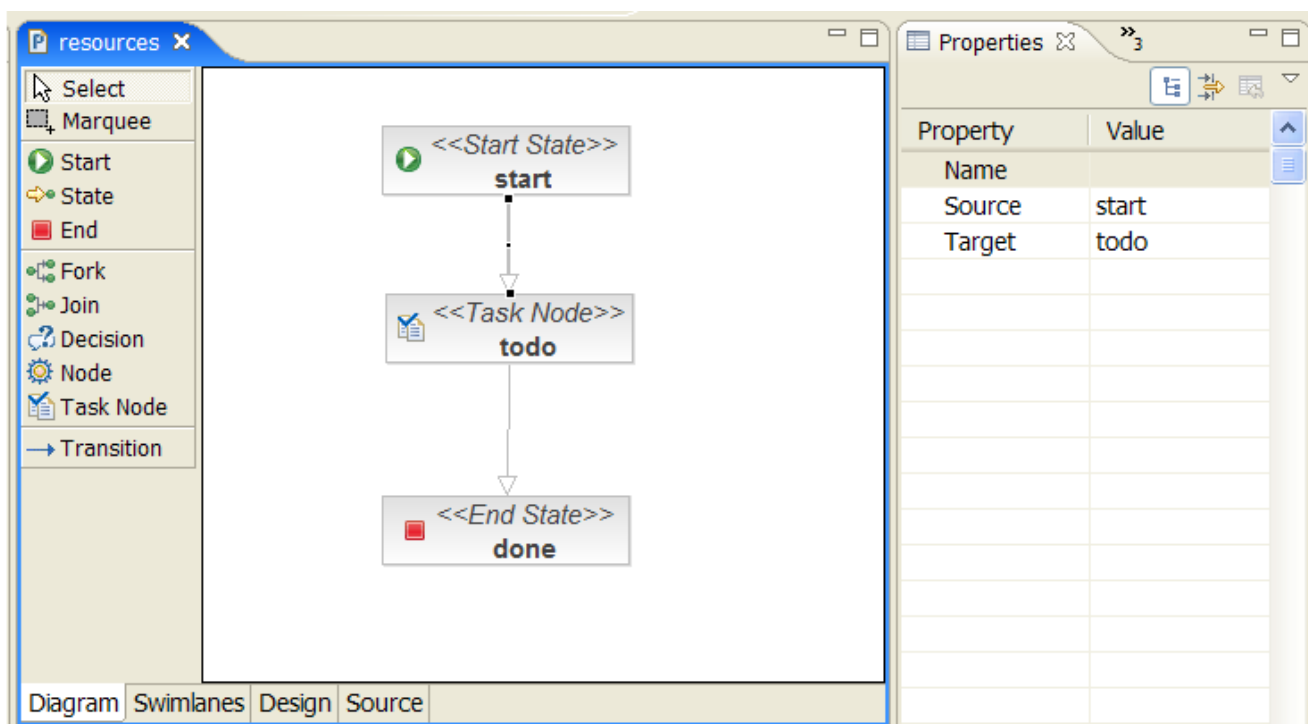 resources
Select
Marquee
Start
State
End
Fork
Join
Decision
Node
Task Node
Transition
<<Start State>>
start
<<Task Node>>
todo
<<End State>>
done
Diagram Swimlanes Design Source
Properties »3
Property Value
Name
Source start
Target todo